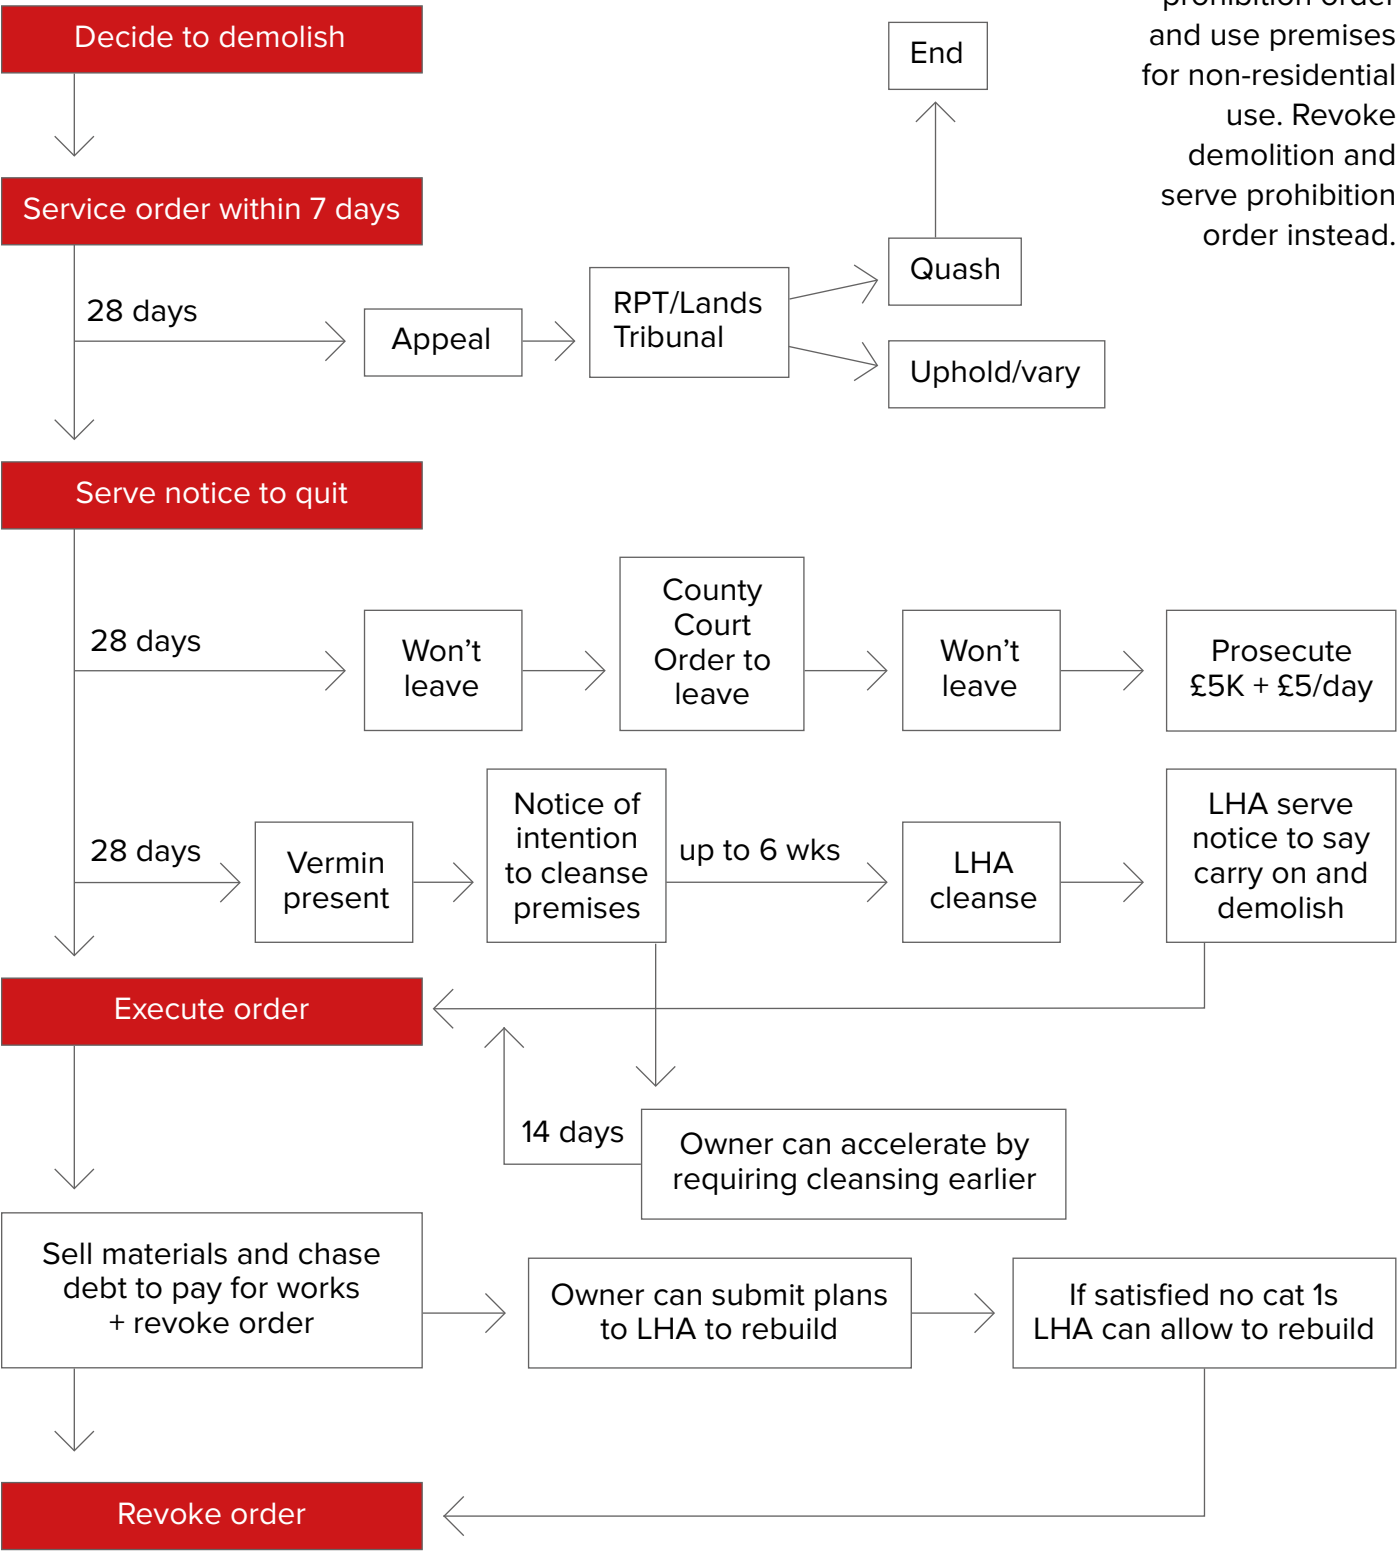 Decide to demolish
End
prohibition order
and use premises
for non-residential
use. Revoke
demolition and
serve prohibition
order instead.
Service order within 7 days
28 days
Appeal
RPT/Lands
Tribunal
Quash
Uphold/vary
Serve notice to quit
28 days
Won’t
leave
County
Court
Order to
leave
Won’t
leave
Prosecute
£5K + £5/day
28 days
Vermin
present
Notice of
intention
to cleanse
premises
up to 6 wks
LHA
cleanse
LHA serve
notice to say
carry on and
demolish
Execute order
14 days
Owner can accelerate by
requiring cleansing earlier
Sell materials and chase
debt to pay for works
+ revoke order
Owner can submit plans
to LHA to rebuild
If satisfied no cat 1s
LHA can allow to rebuild
Revoke order